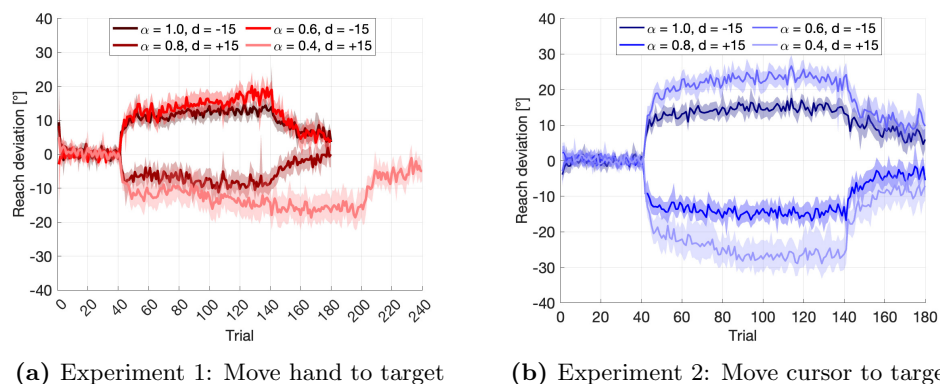 40
30
20
10
0
-10
-20
-30
-40
Reach deviation [°]
α = 1.0, d = -15 α = 0.6, d = -15
α = 0.8, d = +15 α = 0.4, d = +15
0 20 40 60 80 100 120 140 160 180 200 220 240
Trial
(a) Experiment 1: Move hand to target
40
30
20
10
0
-10
-20
-30
-40
Reach deviation [°]
α = 1.0, d = -15 α = 0.6, d = -15
α = 0.8, d = +15 α = 0.4, d = +15
0 20 40 60 80 100 120 140 160 180
Trial
(b) Experiment 2: Move cursor to targe